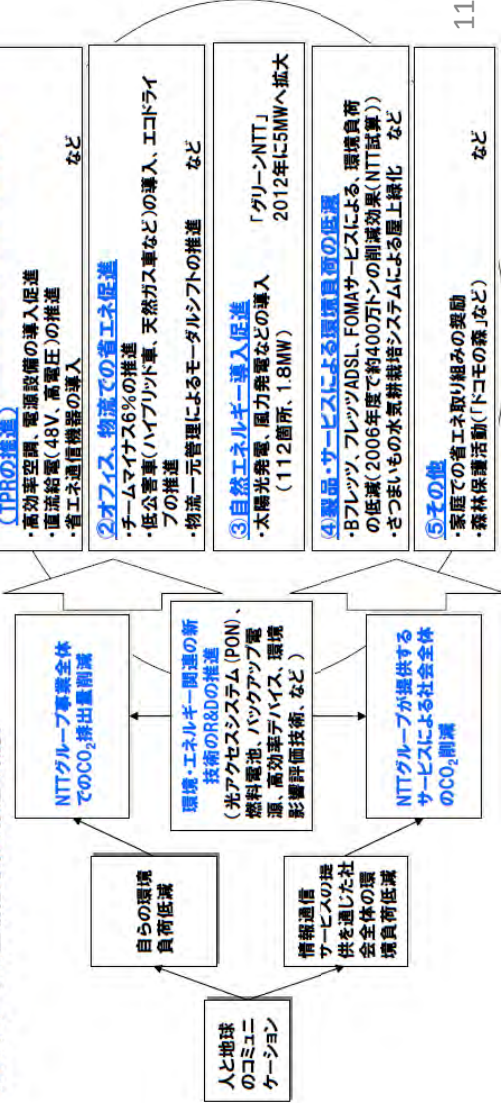 人と地球
のコミュニ
ケーション
自らの環境
負荷低減
情報通信
サービスの提
供を通じた社
会全体の環
境負荷低減
NTTグループ事業全体
でのCO₂排出量削減
環境・エネルギー関連の新
技術のR&Dの推進
(光アクセスシステム(PON)、
燃料電池、バックアップ電
源、高効率デバイス、環境
影響評価技術、など)
NTTグループが提供する
サービスによる社会全体
のCO₂削減
(TPRの推進)
・高効率空調、電源設備の導入促進
・直流給電(48V、高電圧)の推進
・省エネ通信機器の導入 など
②オフィス、物流での省エネ促進
・チームマイナス6%の推進
・低公害車(ハイブリッド車、天然ガス車など)の導入、エコドライ
ブの推進
・物流一元管理によるモーダルシフトの推進 など
③自然エネルギー導入促進
・太陽光発電、風力発電などの導入 「グリーンNTT」
(112箇所、1.8MW) 2012年に5MWへ拡大
④製品・サービスによる環境負荷の低減
・Bフレッツ、フレッツADSL、FOMAサービスによる、環境負荷
の低減(2006年度で約400万トンの削減効果(NTT試算))
・さつまいもの水気耕栽培システムによる屋上緑化 など
⑤その他
・家庭での省エネ取り組みの奨励
・森林保護活動(「ドコモの森」など) など
11